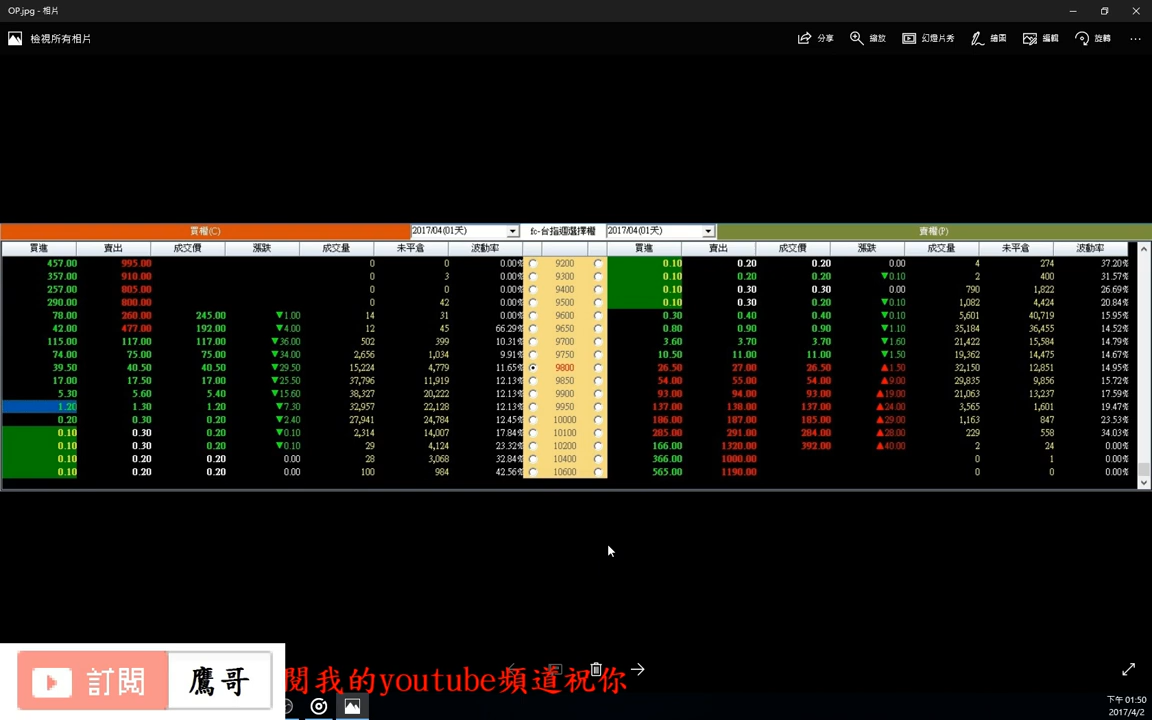 OP.jpg - 相片
檢視所有相片 分享 縮放 幻燈片秀 繪圖 編輯 旋轉
買權(C) 2017/04(01天) fc-台指週選擇權 2017/04(01天) 賣權(P)
買進 賣出 成交價 漲跌 成交量 未平倉 波動率 買進 賣出 成交價 漲跌 成交量 未平倉 波動率
457.00 995.00 0 0 0.00% 9200 0.10 0.20 0.20 0.00 4 274 37.20%
357.00 910.00 0 3 0.00% 9300 0.10 0.20 0.20 ▼0.10 2 400 31.57%
257.00 805.00 0 0 0.00% 9400 0.10 0.30 0.30 0.00 790 1,822 26.69%
290.00 800.00 0 42 0.00% 9500 0.10 0.30 0.20 ▼0.10 1,082 4,424 20.84%
78.00 260.00 245.00 ▼1.00 14 31 0.00% 9600 0.30 0.40 0.40 ▼0.10 5,601 40,719 15.95%
42.00 477.00 192.00 ▼4.00 12 45 66.29% 9650 0.80 0.90 0.90 ▼1.10 35,184 36,455 14.52%
115.00 117.00 117.00 ▼36.00 502 399 10.31% 9700 3.60 3.70 3.70 ▼1.60 21,422 15,584 14.79%
74.00 75.00 75.00 ▼34.00 2,656 1,034 9.91% 9750 10.50 11.00 11.00 ▼1.50 19,362 14,475 14.67%
39.50 40.50 40.50 ▼29.50 15,224 4,779 11.65% 9800 26.50 27.00 26.50 ▲1.50 32,150 12,851 14.95%
17.00 17.50 17.00 ▼25.50 37,796 11,919 12.13% 9850 54.00 55.00 54.00 ▲9.00 29,835 9,856 15.72%
5.30 5.60 5.40 ▼15.60 38,327 20,222 12.13% 9900 93.00 94.00 93.00 ▲19.00 21,063 13,237 17.59%
1.20 1.30 1.20 ▼7.30 32,957 22,128 12.13% 9950 137.00 138.00 137.00 ▲24.00 3,565 1,601 19.47%
0.20 0.30 0.20 ▼2.40 27,941 24,784 12.45% 10000 186.00 187.00 185.00 ▲29.00 1,163 847 23.53%
0.10 0.30 0.20 ▼0.10 2,314 14,007 17.84% 10100 285.00 291.00 284.00 ▲28.00 229 558 34.03%
0.10 0.30 0.20 ▼0.10 29 4,124 23.32% 10200 166.00 1320.00 392.00 ▲40.00 2 24 0.00%
0.10 0.20 0.20 0.00 28 3,068 32.84% 10400 366.00 1000.00 0 1 0.00%
0.10 0.20 0.20 0.00 100 984 42.56% 10600 565.00 1190.00 0 0 0.00%
訂閱 鷹哥 閱我的youtube頻道祝你
下午 01:50
2017/4/2